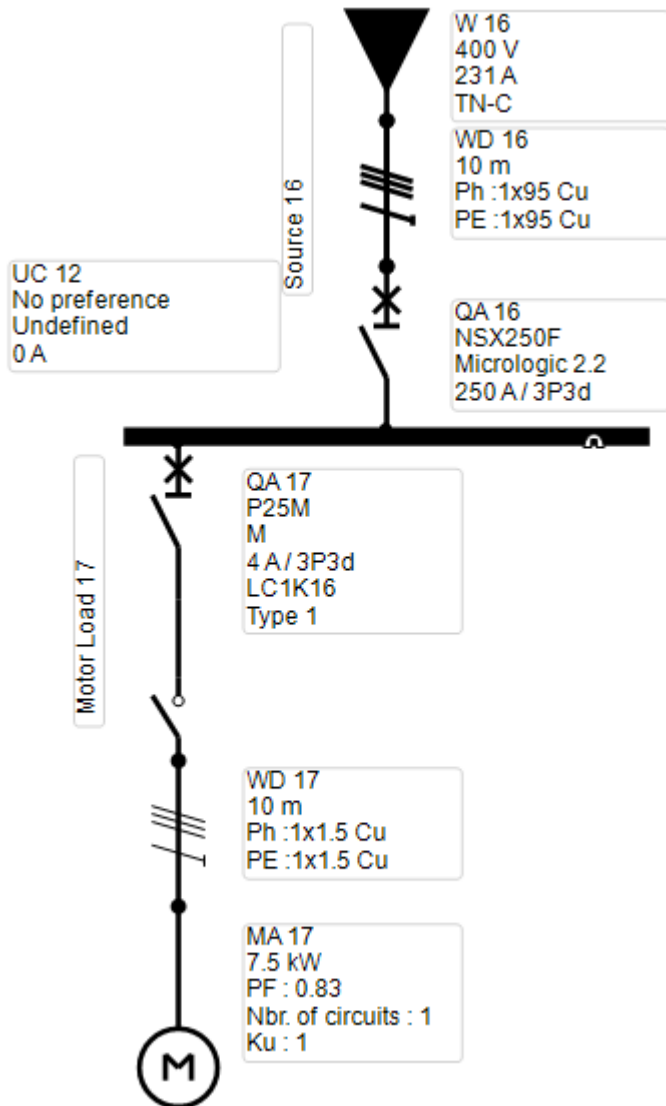 W 16
400 V
231 A
TN-C
WD 16
10 m
Ph :1x95 Cu
PE :1x95 Cu
Source 16
UC 12
No preference
Undefined
0 A
QA 16
NSX250F
Micrologic 2.2
250 A / 3P3d
QA 17
P25M
M
4 A / 3P3d
LC1K16
Type 1
Motor Load 17
WD 17
10 m
Ph :1x1.5 Cu
PE :1x1.5 Cu
MA 17
7.5 kW
PF : 0.83
Nbr. of circuits : 1
Ku : 1
M